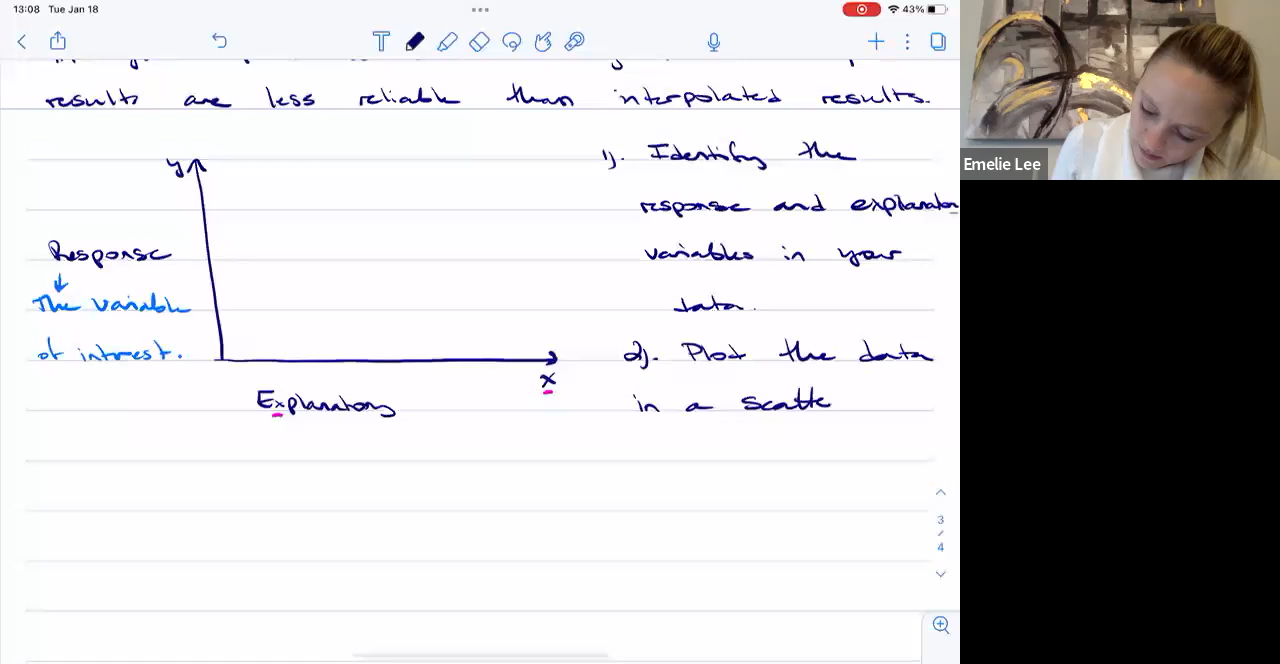 13:08 Tue Jan 18
43%
results are less reliable than interpolated results.
y
Response
The variable
of interest.
x
Explanatory
1). Identify the
response and explanatory
variables in your
data.
2). Plot the data
in a scatte
3
/
4
Emelie Lee